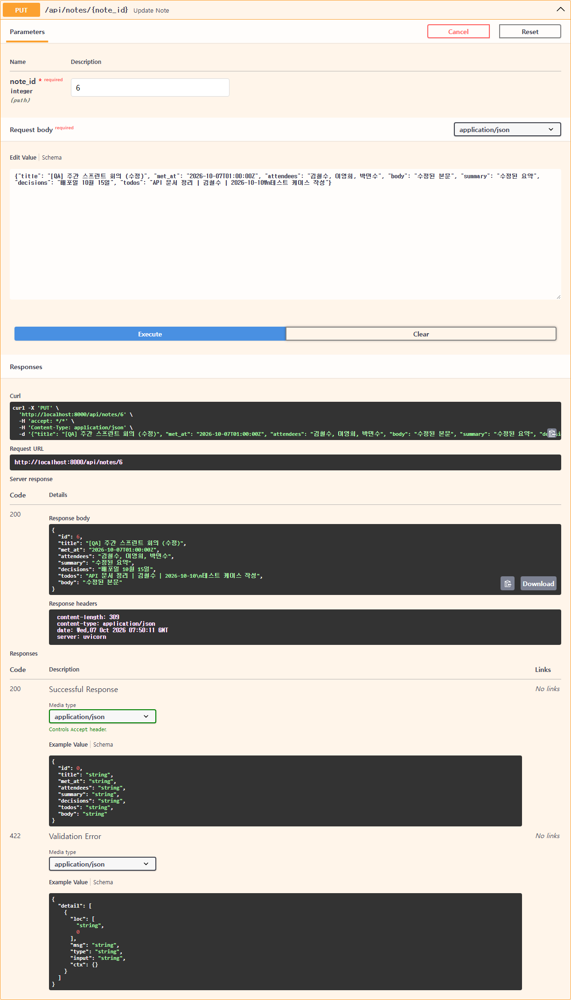 PUT /api/notes/{note_id} Update Note
Parameters
Cancel
Reset
Name Description
note_id * required
integer
(path)
6
Request body required
application/json
Edit Value | Schema
{"title": "[QA] 주간 스프린트 회의 (수정)", "met_at": "2026-10-07T01:00:00Z", "attendees": "김철수, 이영희, 박민수", "body": "수정된 본문", "summary": "수정된 요약",
"decisions": "배포일 10월 15일", "todos": "API 문서 정리 | 김철수 | 2026-10-10₩n테스트 케이스 작성"}
Execute
Clear
Responses
Curl
curl -X 'PUT' \
'http://localhost:8000/api/notes/6' \
-H 'accept: */*' \
-H 'Content-Type: application/json' \
-d '{"title": "[QA] 주간 스프린트 회의 (수정)", "met_at": "2026-10-07T01:00:00Z", "attendees": "김철수, 이영희, 박민수", "body": "수정된 본문", "summary": "수정된 요약",
Request URL
http://localhost:8000/api/notes/6
Server response
Code Details
200
Response body
{
"id": 6,
"title": "[QA] 주간 스프린트 회의 (수정)",
"met_at": "2026-10-07T01:00:00Z",
"attendees": "김철수, 이영희, 박민수",
"summary": "수정된 요약",
"decisions": "배포일 10월 15일",
"todos": "API 문서 정리 | 김철수 | 2026-10-10\n테스트 케이스 작성",
"body": "수정된 본문"
}
Download
Response headers
content-length: 309
content-type: application/json
date: Wed,07 Oct 2026 07:50:11 GMT
server: uvicorn
Responses
Code Description Links
200 Successful Response No links
Media type
application/json
Controls Accept header.
Example Value | Schema
{
"id": 0,
"title": "string",
"met_at": "string",
"attendees": "string",
"summary": "string",
"decisions": "string",
"todos": "string",
"body": "string"
}
422 Validation Error No links
Media type
application/json
Example Value | Schema
{
"detail": [
{
"loc": [
"string",
0
],
"msg": "string",
"type": "string",
"input": "string",
"ctx": {}
}
]
}